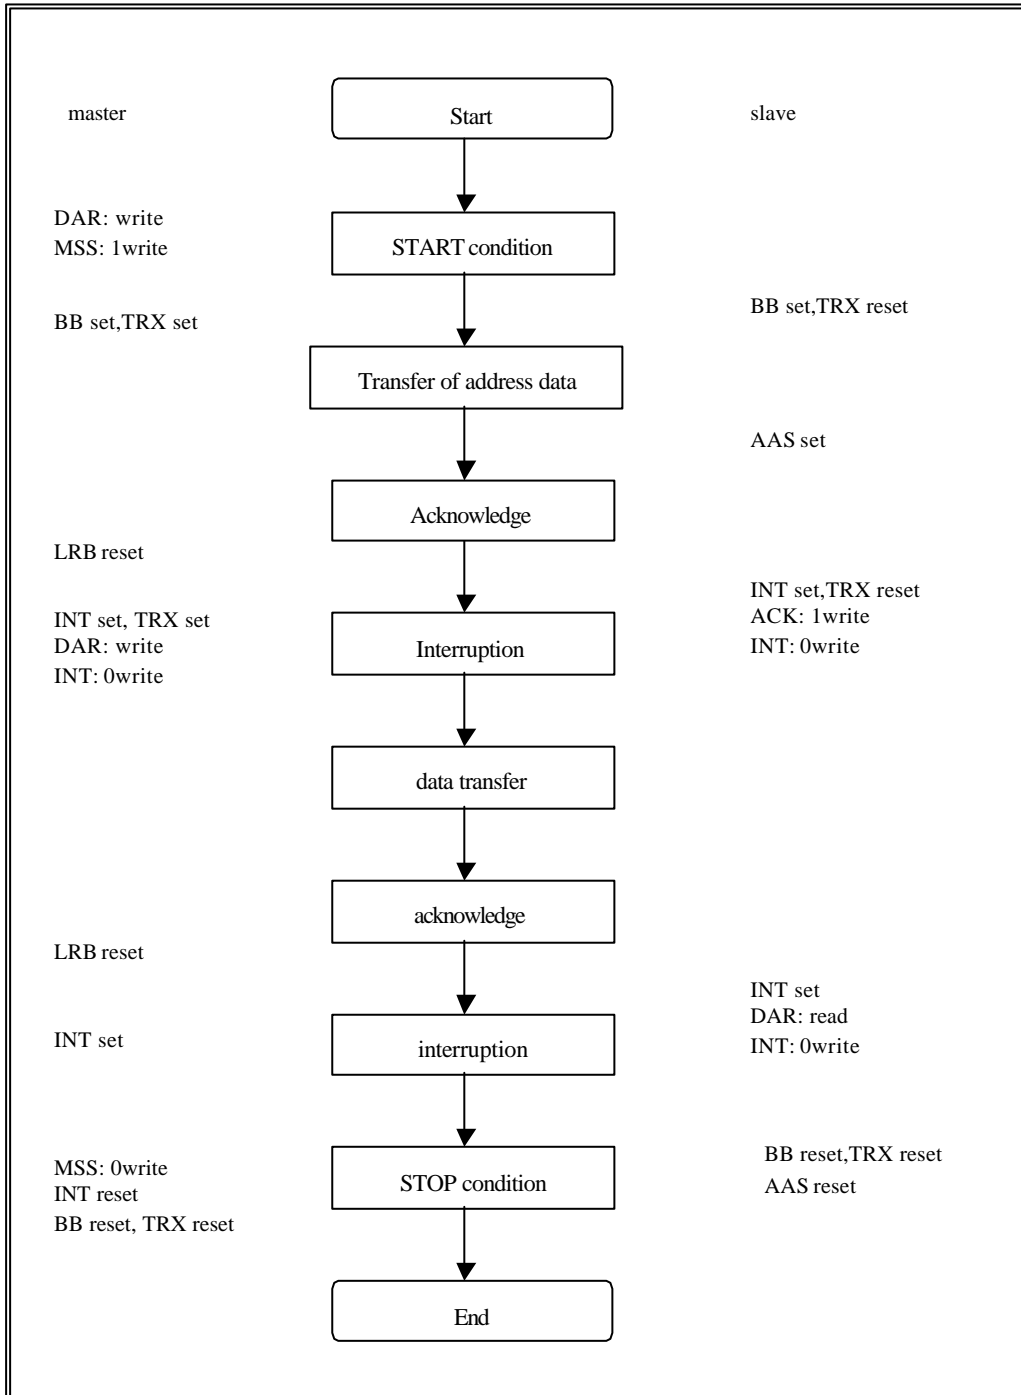 master
Start
slave
DAR: write
MSS: 1write
START condition
BB set,TRX set
BB set,TRX reset
Transfer of address data
AAS set
Acknowledge
LRB reset
INT set, TRX set
DAR: write
INT: 0write
Interruption
INT set,TRX reset
ACK: 1write
INT: 0write
data transfer
acknowledge
LRB reset
INT set
interruption
INT set
DAR: read
INT: 0write
MSS: 0write
INT reset
BB reset, TRX reset
STOP condition
BB reset,TRX reset
AAS reset
End